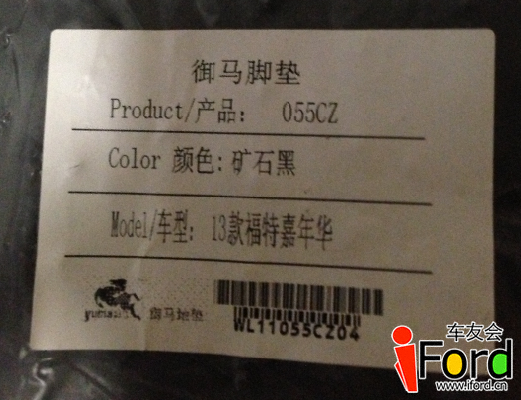 御马脚垫
Product/产品: 055CZ
Color 颜色: 矿石黑
Model/车型: 13款福特嘉年华
御马地垫
WL11055CZ04
车友会
iFord
www.iford.cn